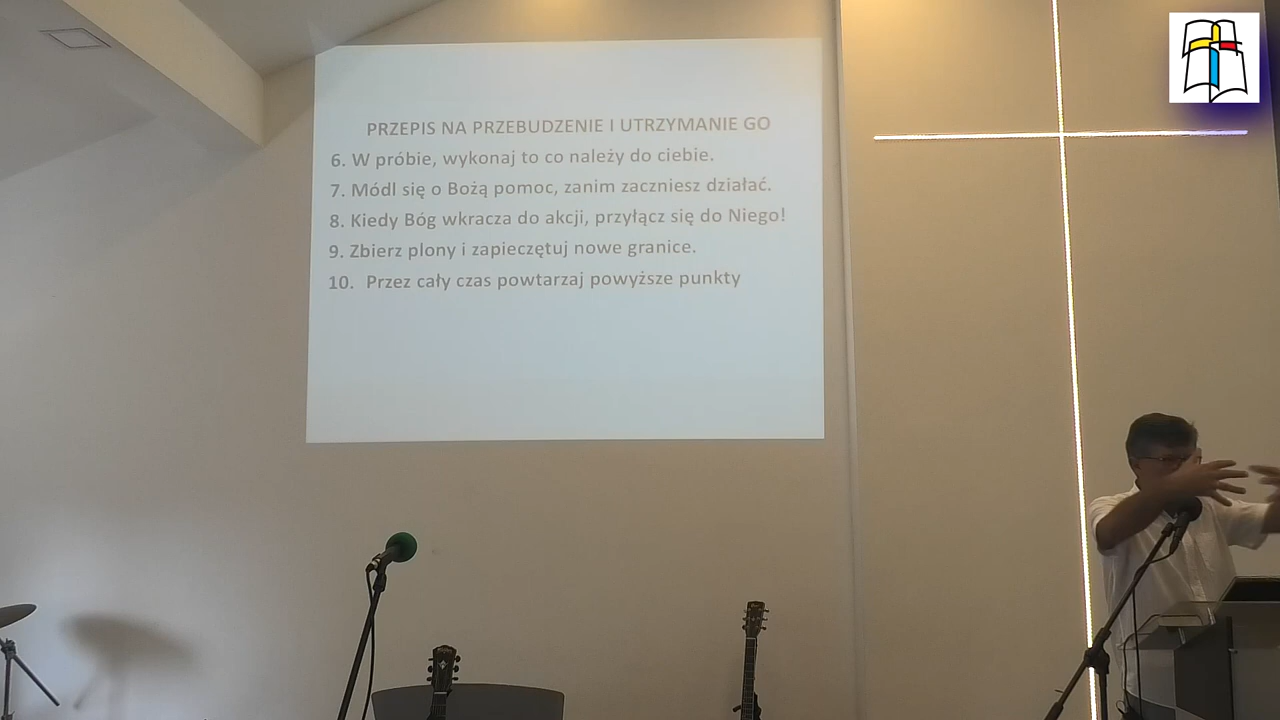 PRZEPIS NA PRZEBUDZENIE I UTRZYMANIE GO
6. W próbie, wykonaj to co należy do ciebie.
7. Módl się o Bożą pomoc, zanim zaczniesz działać.
8. Kiedy Bóg wkracza do akcji, przyłącz się do Niego!
9. Zbierz plony i zapieczętuj nowe granice.
10. Przez cały czas powtarzaj powyższe punkty